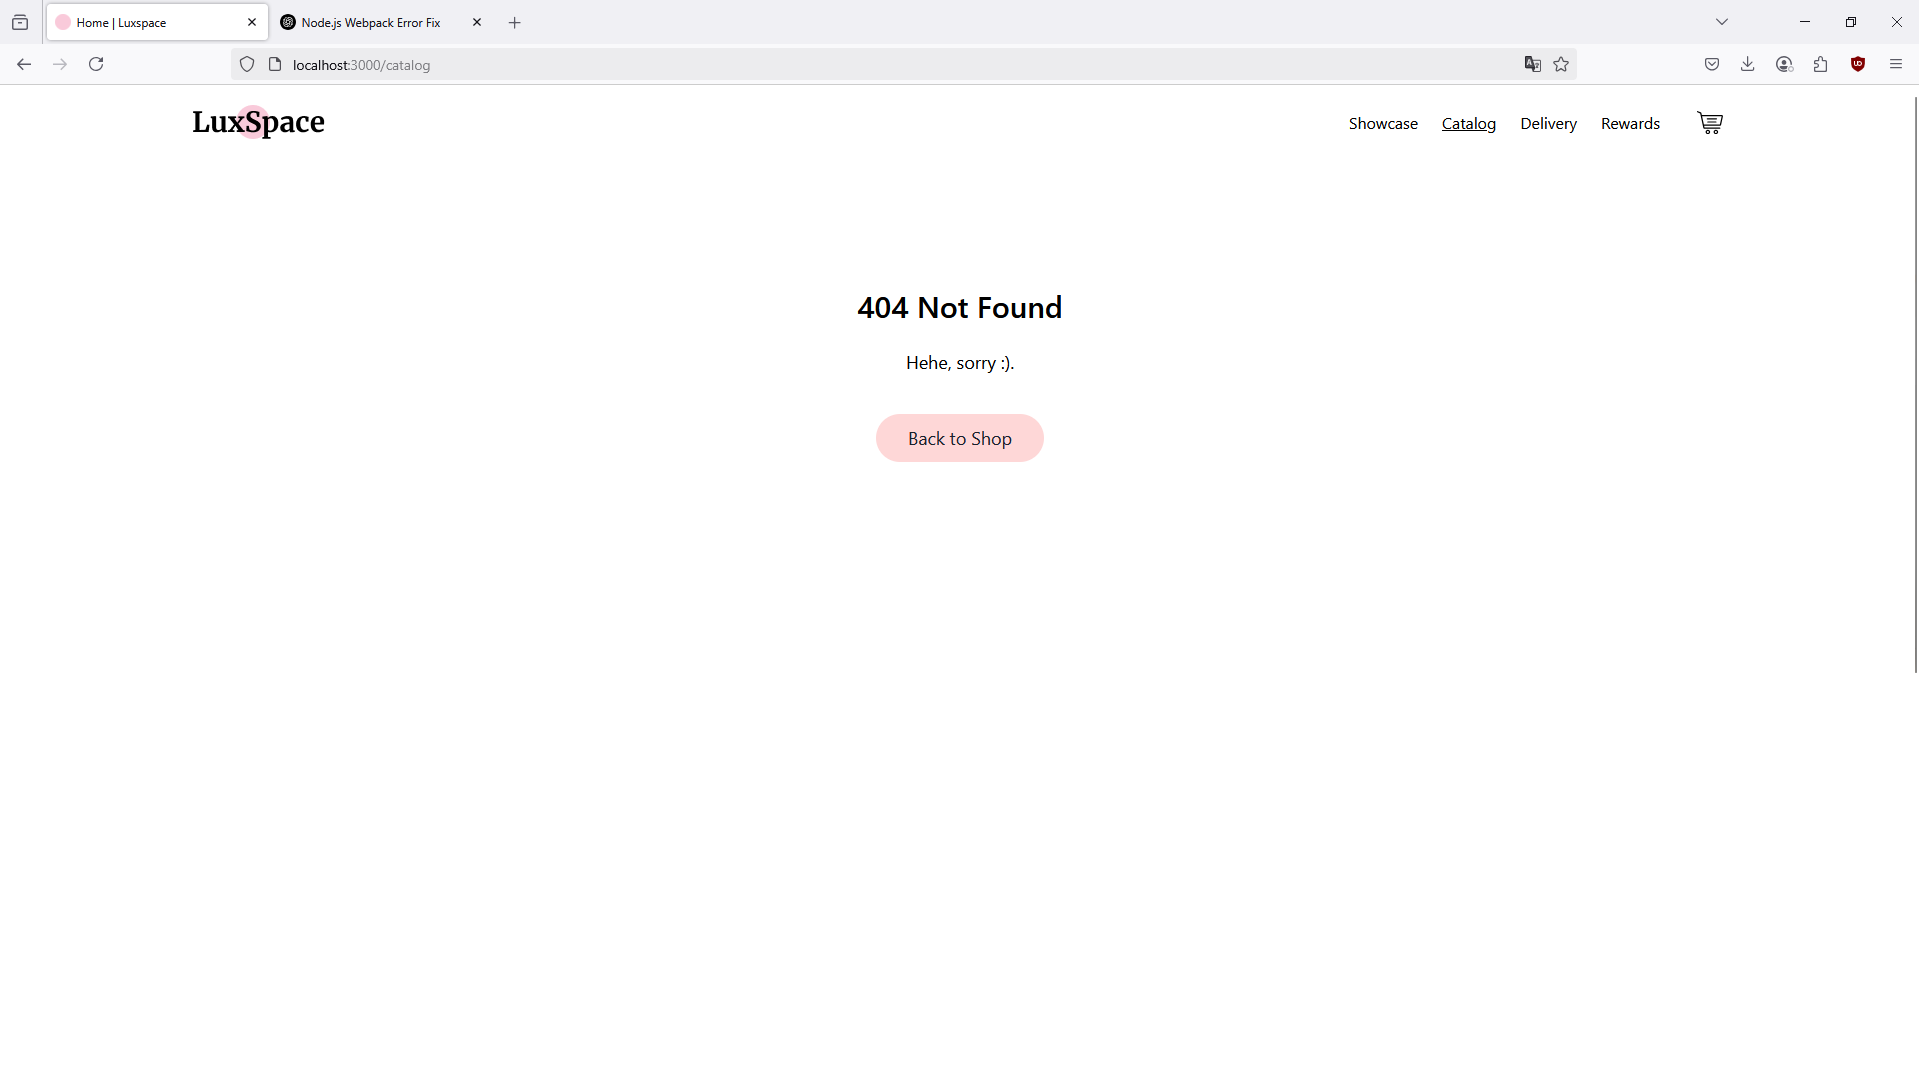 Home | Luxspace
Node.js Webpack Error Fix
localhost:3000/catalog
LuxSpace
Showcase
Catalog
Delivery
Rewards
404 Not Found
Hehe, sorry :).
Back to Shop